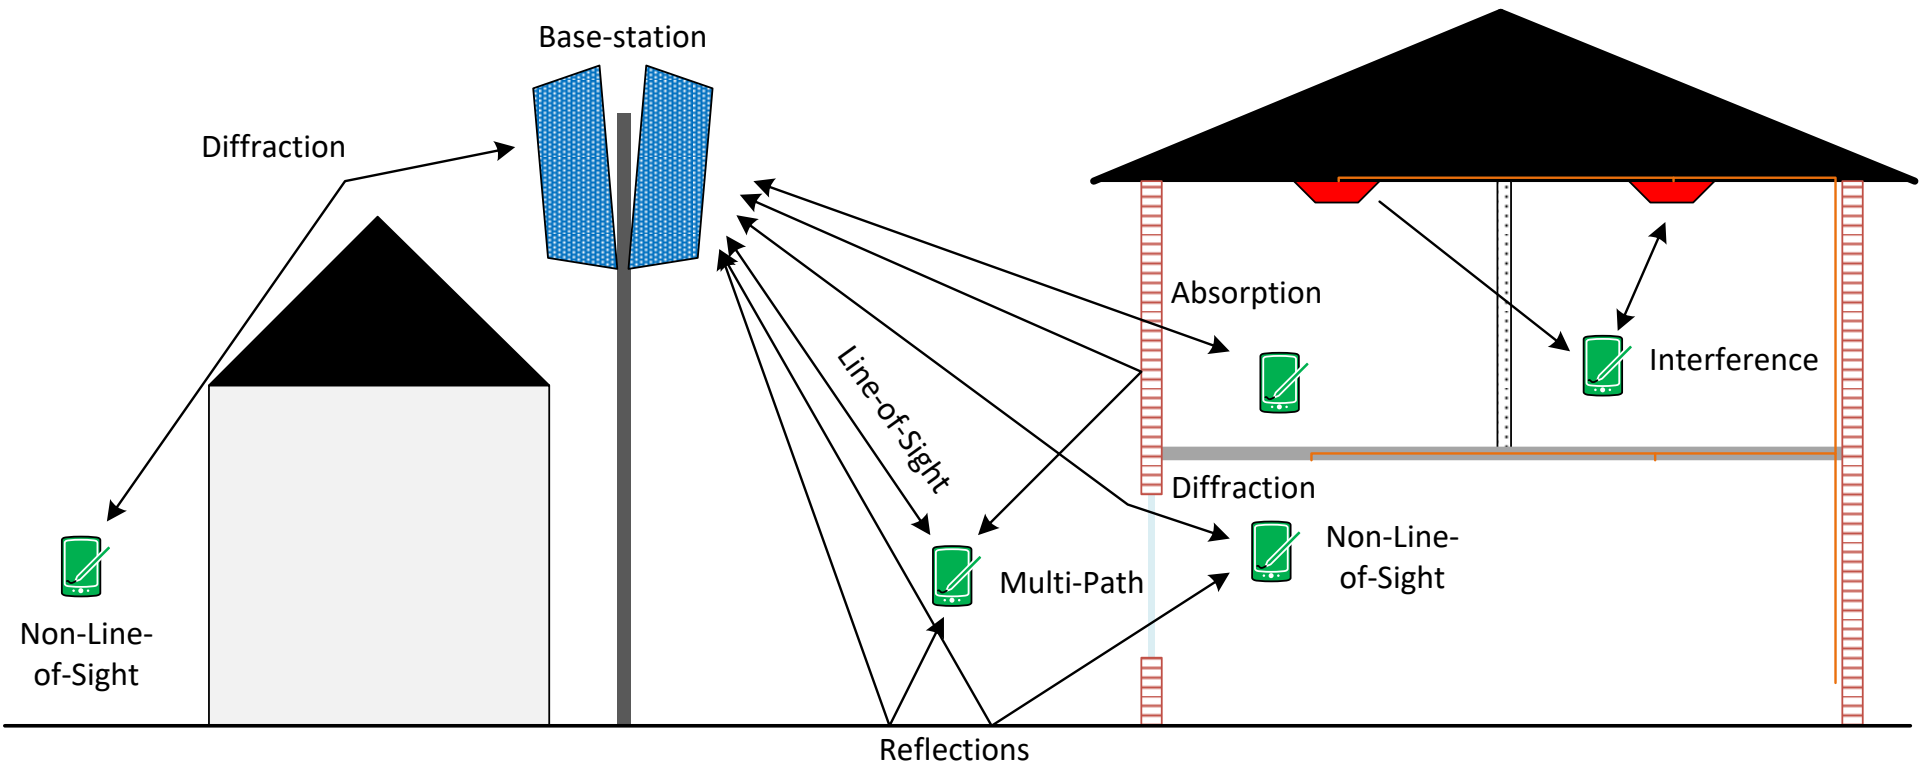 Base-station
Diffraction
Absorption
Interference
Line-of-Sight
Diffraction
Non-Line-
of-Sight
Multi-Path
Non-Line-
of-Sight
Reflections